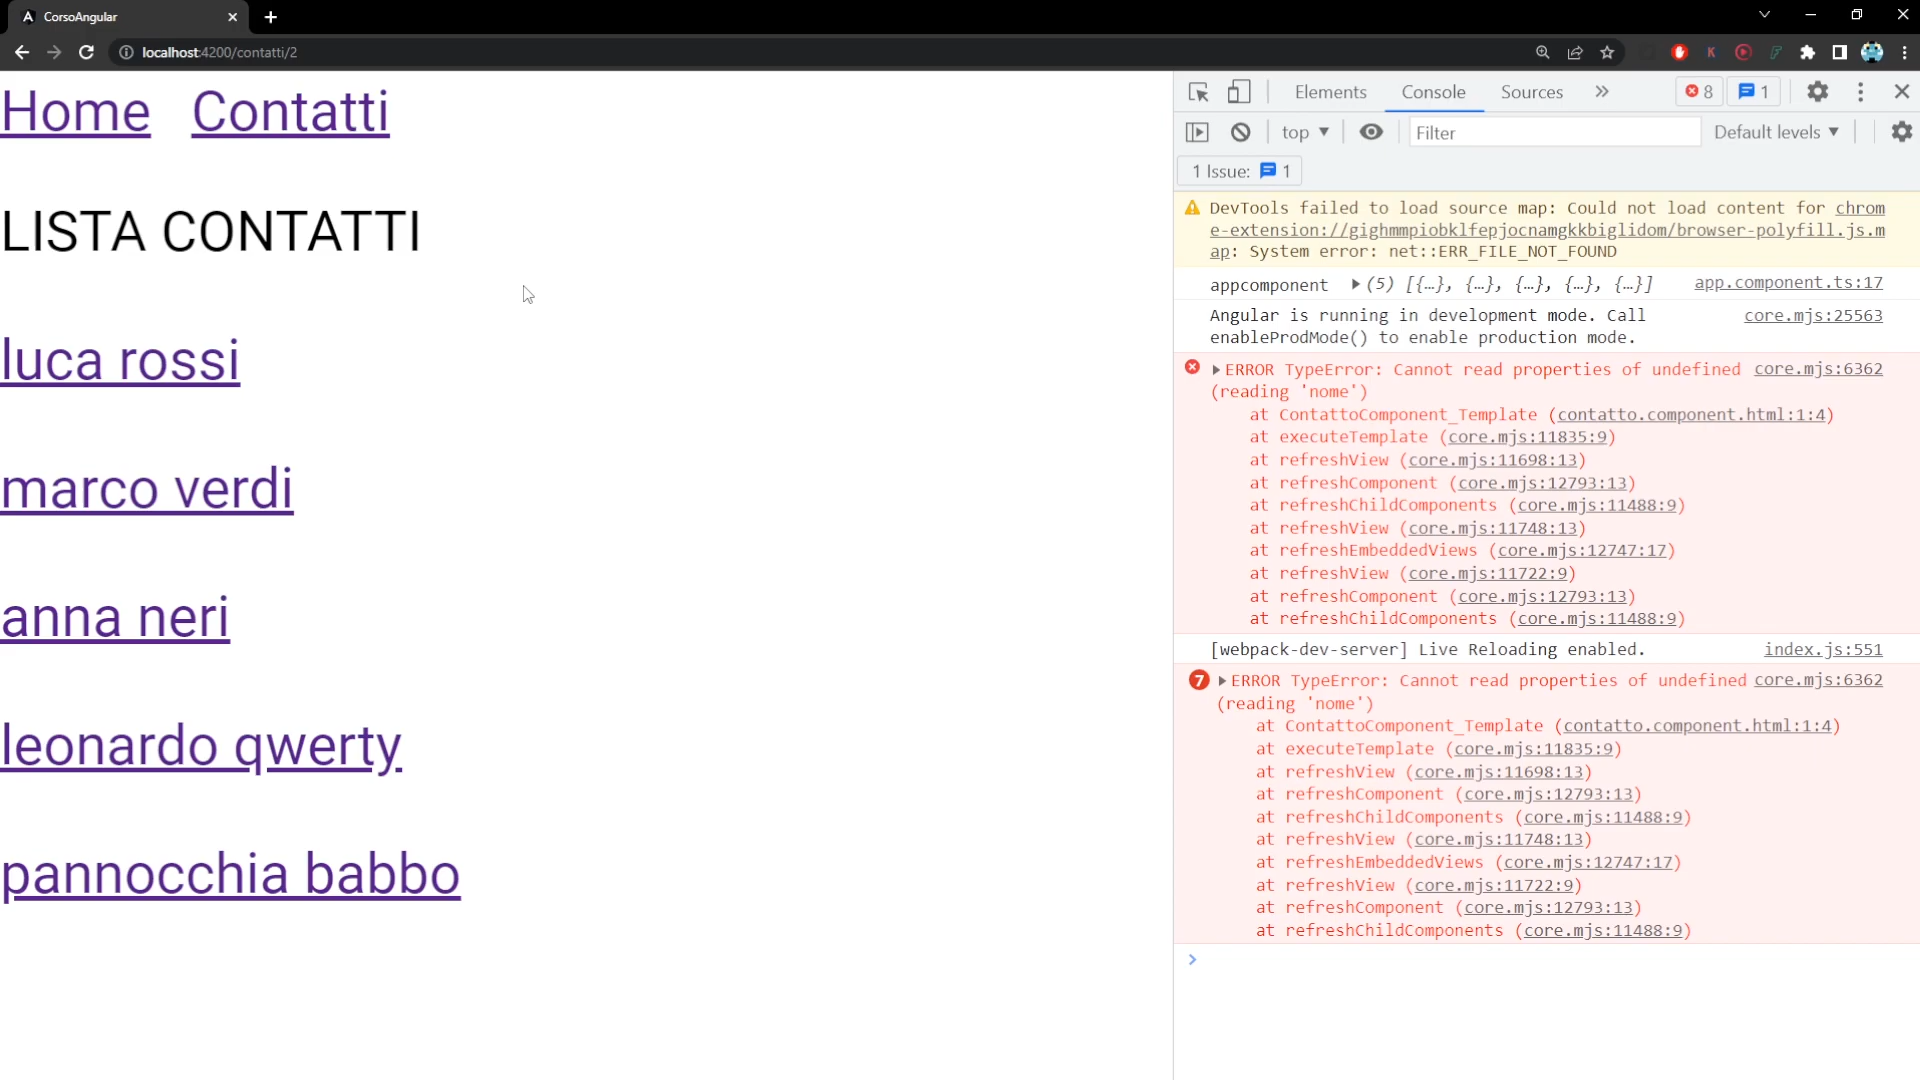 CorsoAngular
localhost:4200/contatti/2
Home Contatti
LISTA CONTATTI
luca rossi
marco verdi
anna neri
leonardo qwerty
pannocchia babbo
Elements Console Sources 8 1
top Filter Default levels
1 Issue: 1
DevTools failed to load source map: Could not load content for chrom
e-extension://gighmmpiobklfepjocnamgkkbiglidom/browser-polyfill.js.m
ap: System error: net::ERR_FILE_NOT_FOUND
appcomponent (5) [{…}, {…}, {…}, {…}, {…}] app.component.ts:17
Angular is running in development mode. Call core.mjs:25563
enableProdMode() to enable production mode.
ERROR TypeError: Cannot read properties of undefined core.mjs:6362
(reading 'nome')
at ContattoComponent_Template (contatto.component.html:1:4)
at executeTemplate (core.mjs:11835:9)
at refreshView (core.mjs:11698:13)
at refreshComponent (core.mjs:12793:13)
at refreshChildComponents (core.mjs:11488:9)
at refreshView (core.mjs:11748:13)
at refreshEmbeddedViews (core.mjs:12747:17)
at refreshView (core.mjs:11722:9)
at refreshComponent (core.mjs:12793:13)
at refreshChildComponents (core.mjs:11488:9)
[webpack-dev-server] Live Reloading enabled. index.js:551
7 ERROR TypeError: Cannot read properties of undefined core.mjs:6362
(reading 'nome')
at ContattoComponent_Template (contatto.component.html:1:4)
at executeTemplate (core.mjs:11835:9)
at refreshView (core.mjs:11698:13)
at refreshComponent (core.mjs:12793:13)
at refreshChildComponents (core.mjs:11488:9)
at refreshView (core.mjs:11748:13)
at refreshEmbeddedViews (core.mjs:12747:17)
at refreshView (core.mjs:11722:9)
at refreshComponent (core.mjs:12793:13)
at refreshChildComponents (core.mjs:11488:9)